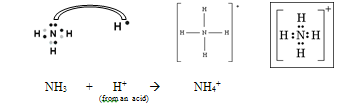 H N H H
H
H H N H H
+
H
H N H
H
NH₃ + H⁺ → NH₄⁺
(from an acid)